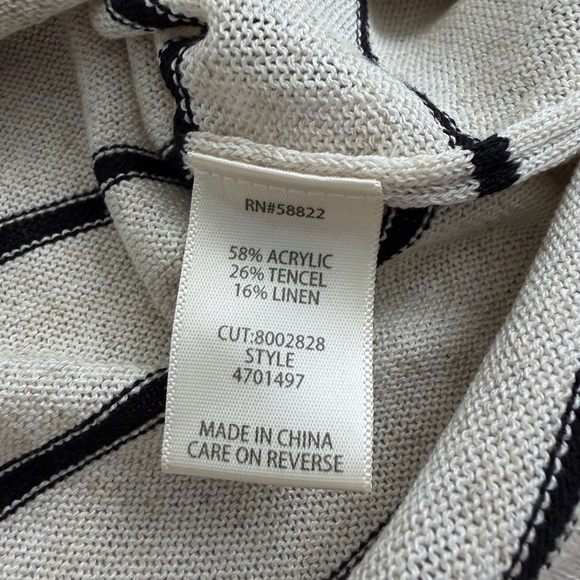 RN#58822
58% ACRYLIC
26% TENCEL
16% LINEN
CUT:8002828
STYLE
4701497
MADE IN CHINA
CARE ON REVERSE